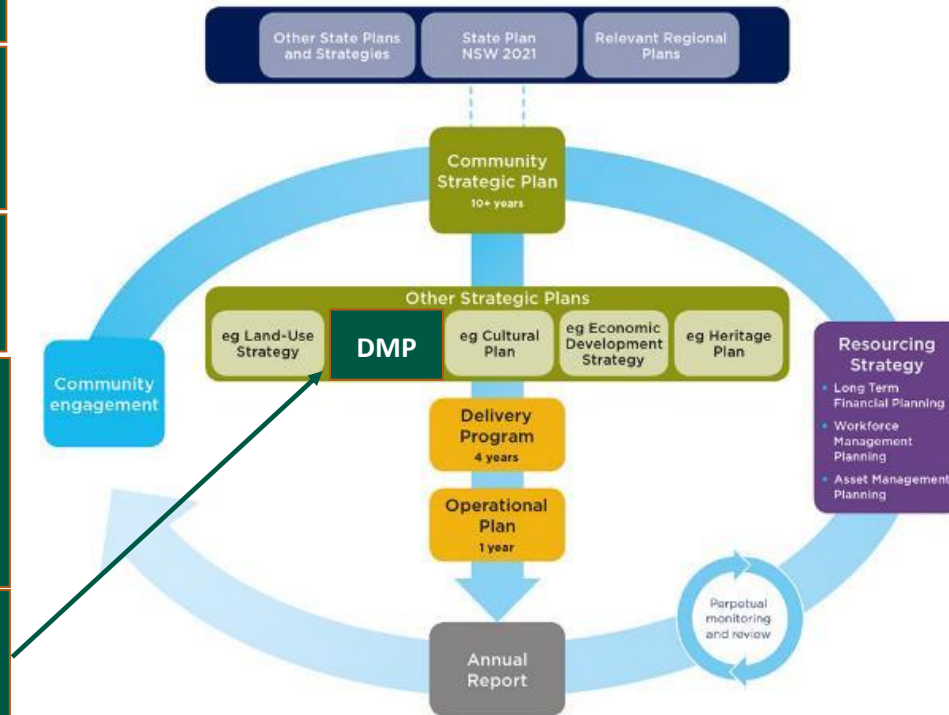 Other State Plans
and Strategies
State Plan
NSW 2021
Relevant Regional
Plans
Community
Strategic Plan
10+ years
Other Strategic Plans
eg Land-Use
Strategy
DMP
eg Cultural
Plan
eg Economic
Development
Strategy
eg Heritage
Plan
Community
engagement
Resourcing
Strategy
• Long Term
Financial Planning
• Workforce
Management
Planning
• Asset Management
Planning
Delivery
Program
4 years
Operational
Plan
1 year
Perpetual
monitoring
and review
Annual
Report